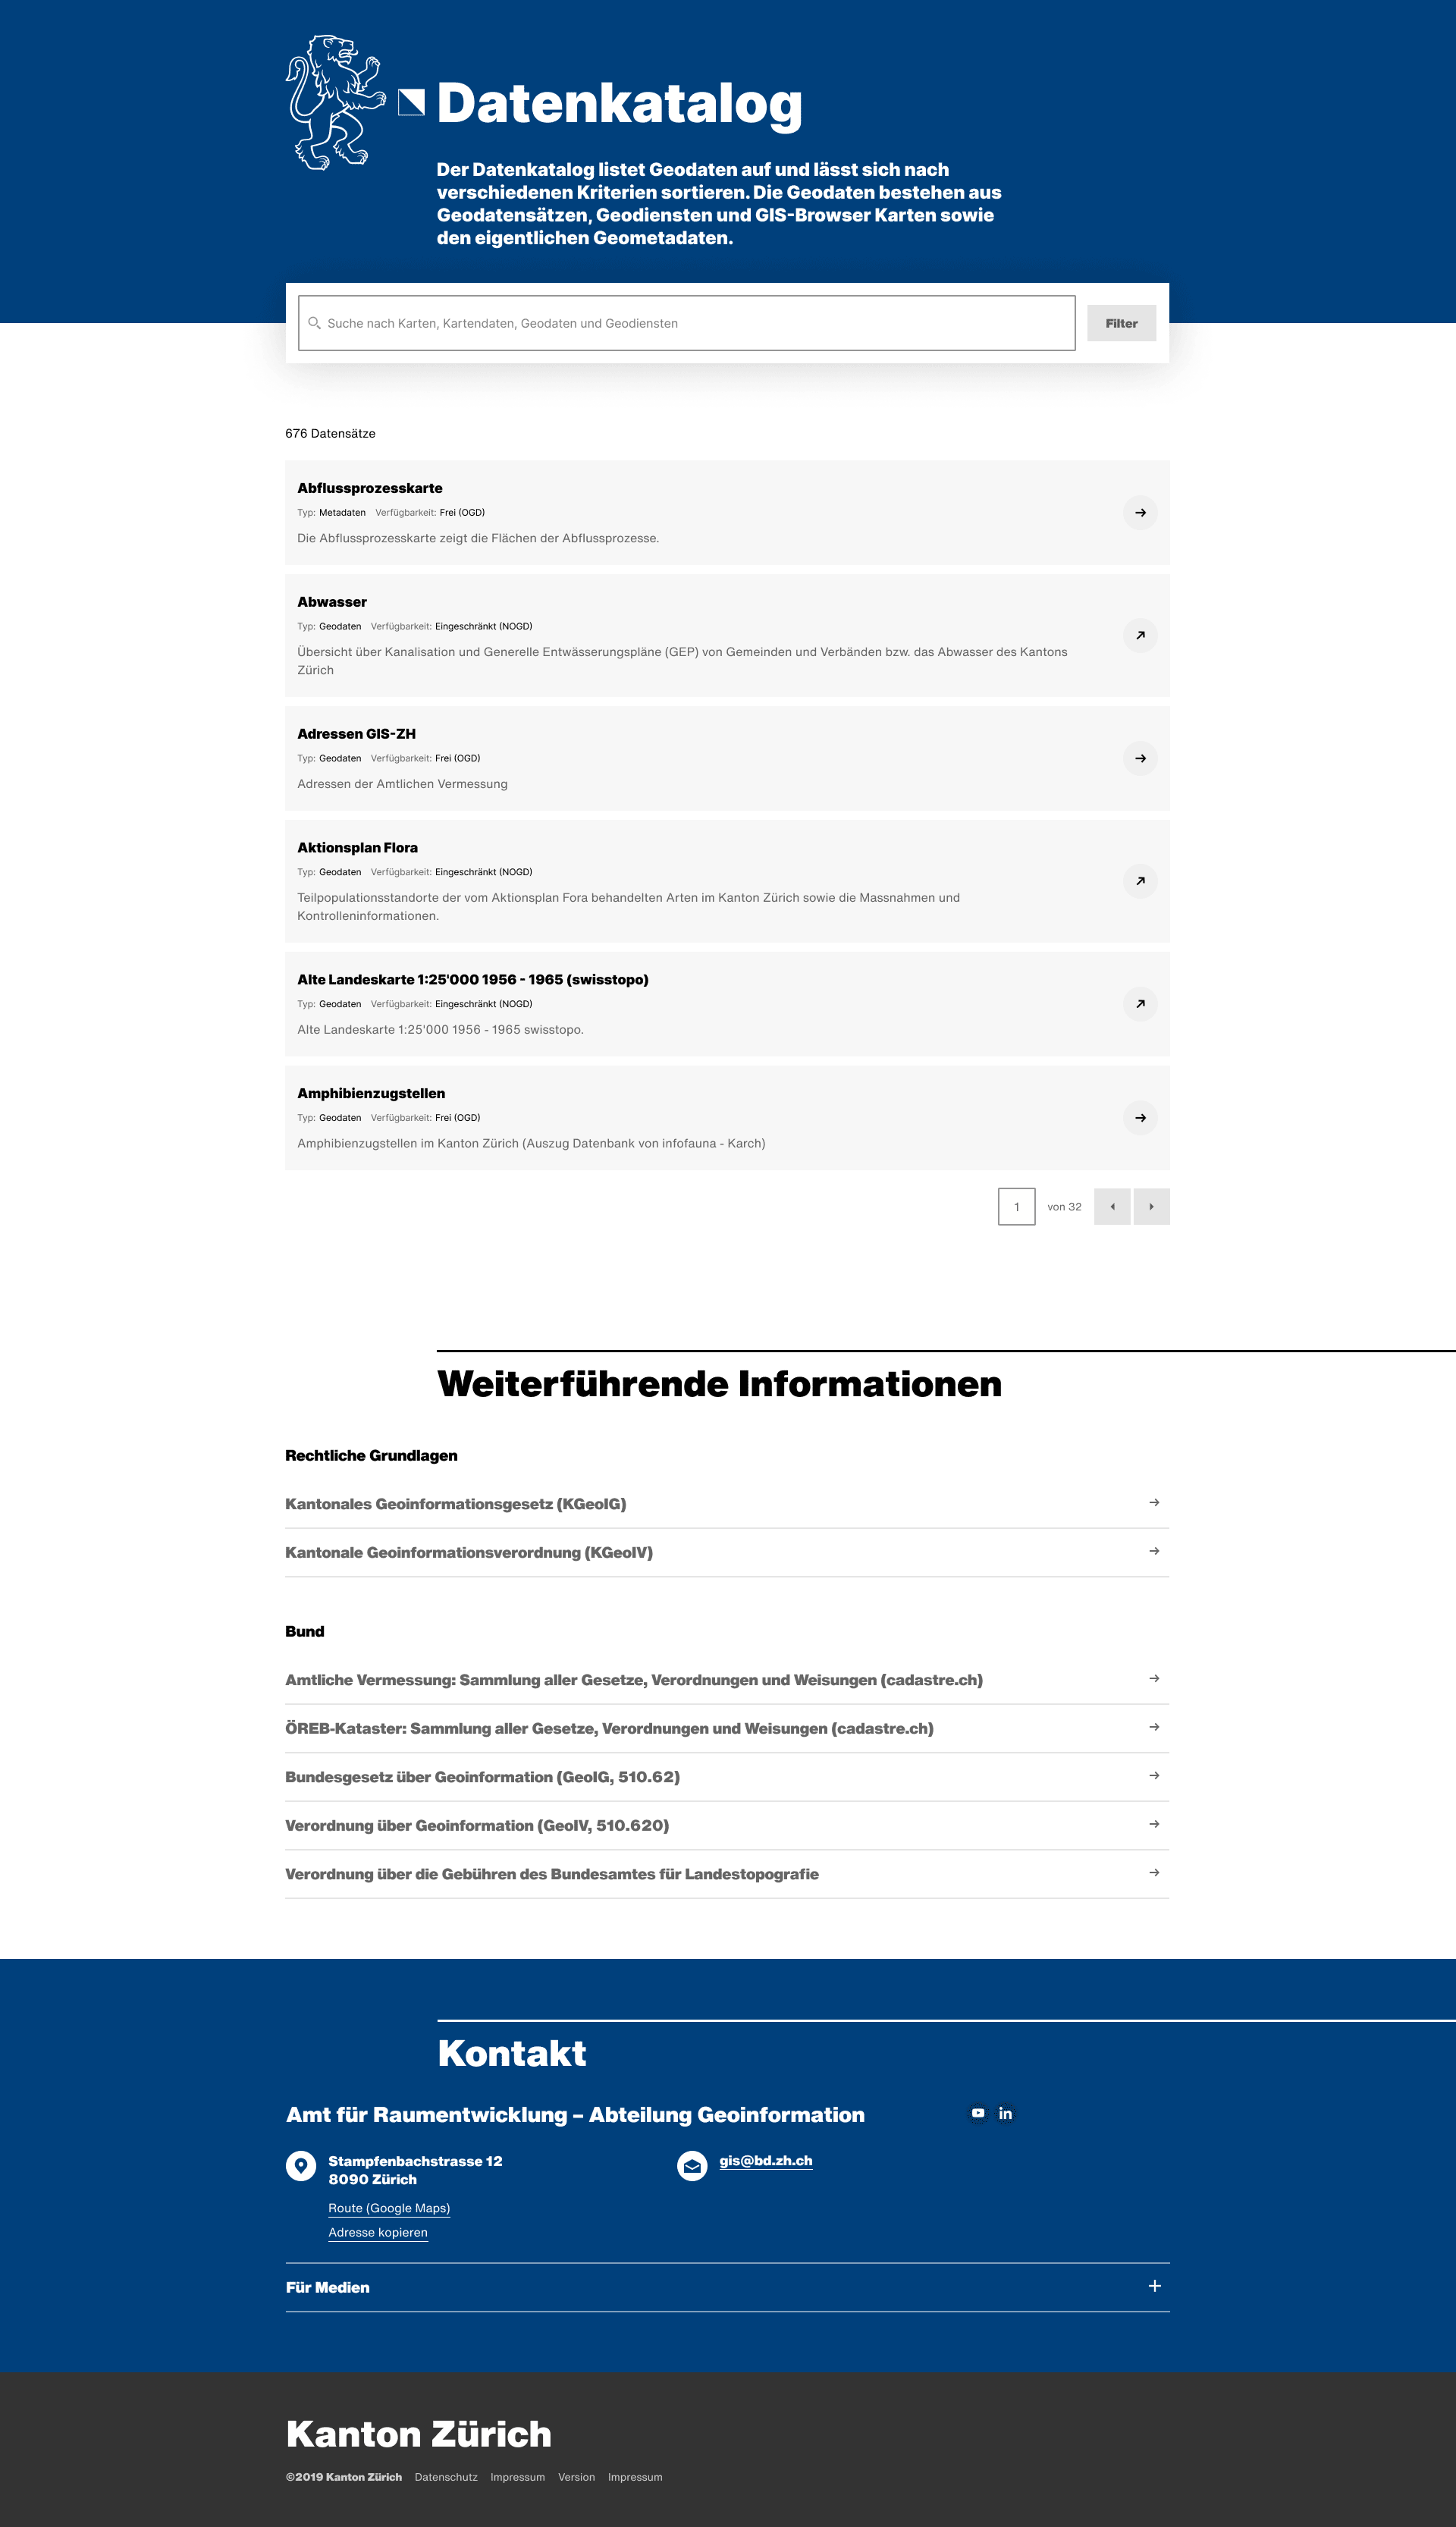 Datenkatalog
Der Datenkatalog listet Geodaten auf und lässt sich nach
verschiedenen Kriterien sortieren. Die Geodaten bestehen aus
Geodatensätzen, Geodiensten und GIS-Browser Karten sowie
den eigentlichen Geometadaten.
Suche nach Karten, Kartendaten, Geodaten und Geodiensten
Filter
676 Datensätze
Abflussprozesskarte
Typ: Metadaten Verfügbarkeit: Frei (OGD)
Die Abflussprozesskarte zeigt die Flächen der Abflussprozesse.
Abwasser
Typ: Geodaten Verfügbarkeit: Eingeschränkt (NOGD)
Übersicht über Kanalisation und Generelle Entwässerungspläne (GEP) von Gemeinden und Verbänden bzw. das Abwasser des Kantons
Zürich
Adressen GIS-ZH
Typ: Geodaten Verfügbarkeit: Frei (OGD)
Adressen der Amtlichen Vermessung
Aktionsplan Flora
Typ: Geodaten Verfügbarkeit: Eingeschränkt (NOGD)
Teilpopulationsstandorte der vom Aktionsplan Fora behandelten Arten im Kanton Zürich sowie die Massnahmen und
Kontrolleninformationen.
Alte Landeskarte 1:25'000 1956 - 1965 (swisstopo)
Typ: Geodaten Verfügbarkeit: Eingeschränkt (NOGD)
Alte Landeskarte 1:25'000 1956 - 1965 swisstopo.
Amphibienzugstellen
Typ: Geodaten Verfügbarkeit: Frei (OGD)
Amphibienzugstellen im Kanton Zürich (Auszug Datenbank von infofauna - Karch)
1 von 32
Weiterführende Informationen
Rechtliche Grundlagen
Kantonales Geoinformationsgesetz (KGeoIG)
Kantonale Geoinformationsverordnung (KGeoIV)
Bund
Amtliche Vermessung: Sammlung aller Gesetze, Verordnungen und Weisungen (cadastre.ch)
ÖREB-Kataster: Sammlung aller Gesetze, Verordnungen und Weisungen (cadastre.ch)
Bundesgesetz über Geoinformation (GeoIG, 510.62)
Verordnung über Geoinformation (GeoIV, 510.620)
Verordnung über die Gebühren des Bundesamtes für Landestopografie
Kontakt
Amt für Raumentwicklung – Abteilung Geoinformation
in
Stampfenbachstrasse 12
8090 Zürich
gis@bd.zh.ch
Route (Google Maps)
Adresse kopieren
Für Medien
Kanton Zürich
©2019 Kanton Zürich Datenschutz Impressum Version Impressum